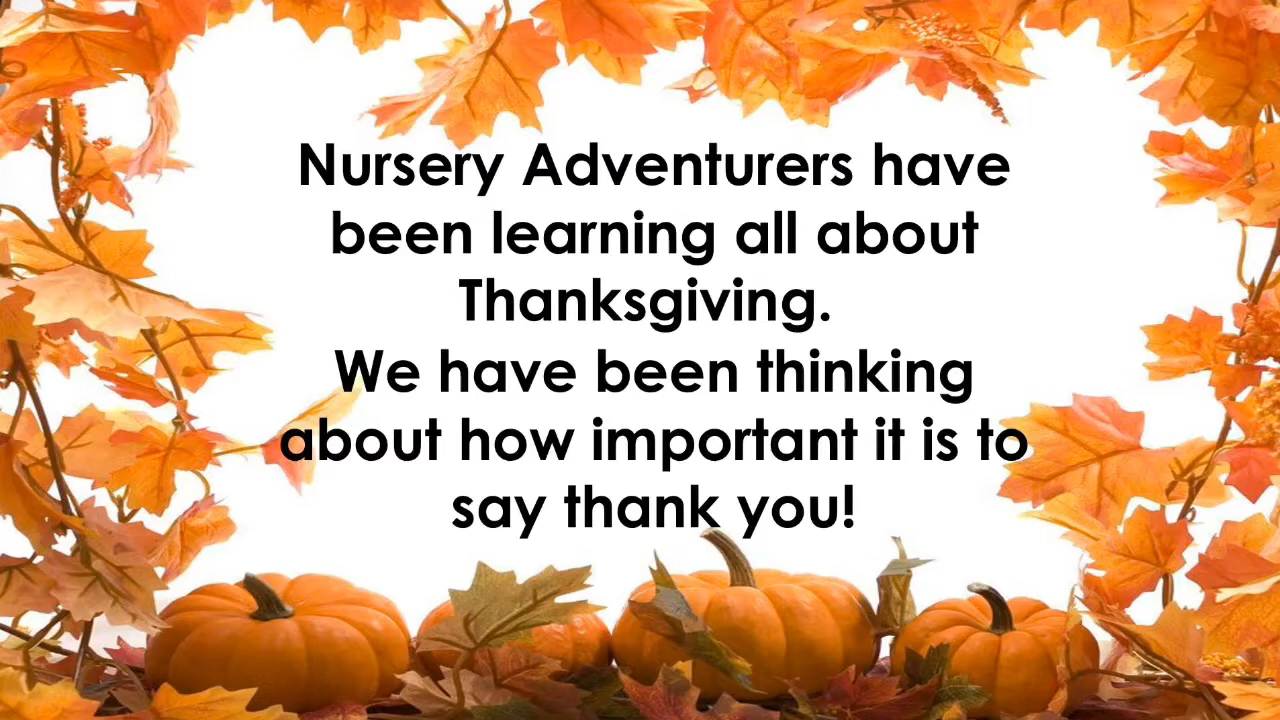 Nursery Adventurers have
been learning all about
Thanksgiving.
We have been thinking
about how important it is to
say thank you!